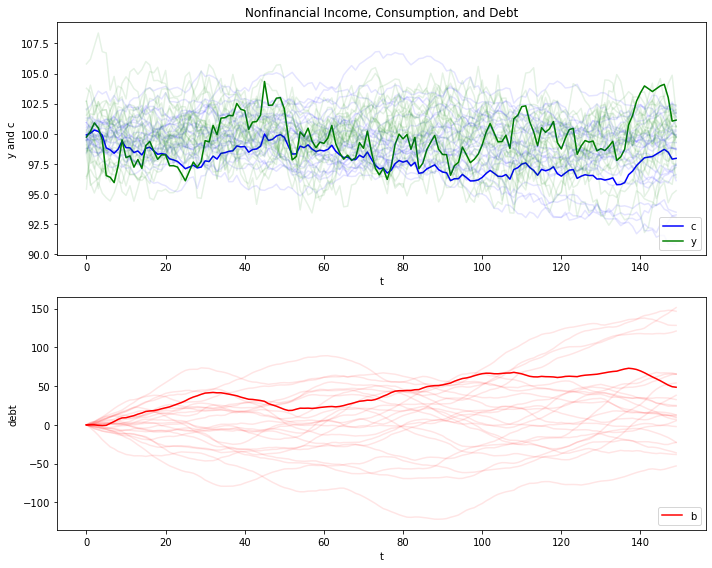 Nonfinancial Income, Consumption, and Debt
107.5
105.0
102.5
100.0
97.5
95.0
92.5
90.0
y and c
c
y
0 20 40 60 80 100 120 140
t
150
100
50
0
−50
−100
debt
b
0 20 40 60 80 100 120 140
t